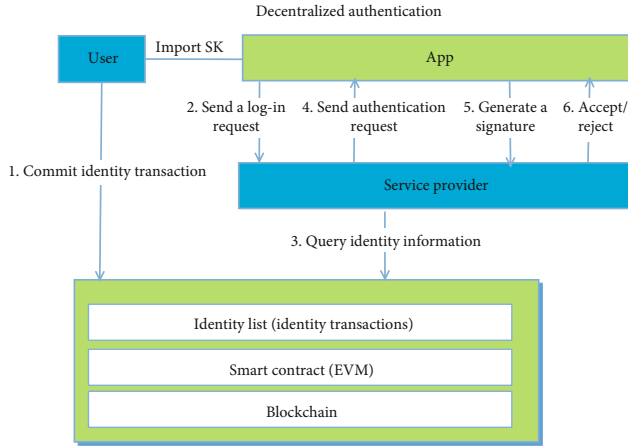 Decentralized authentication
User
Import SK
App
2. Send a log-in
request
4. Send authentication
request
5. Generate a
signature
6. Accept/
reject
1. Commit identity transaction
Service provider
3. Query identity information
Identity list (identity transactions)
Smart contract (EVM)
Blockchain